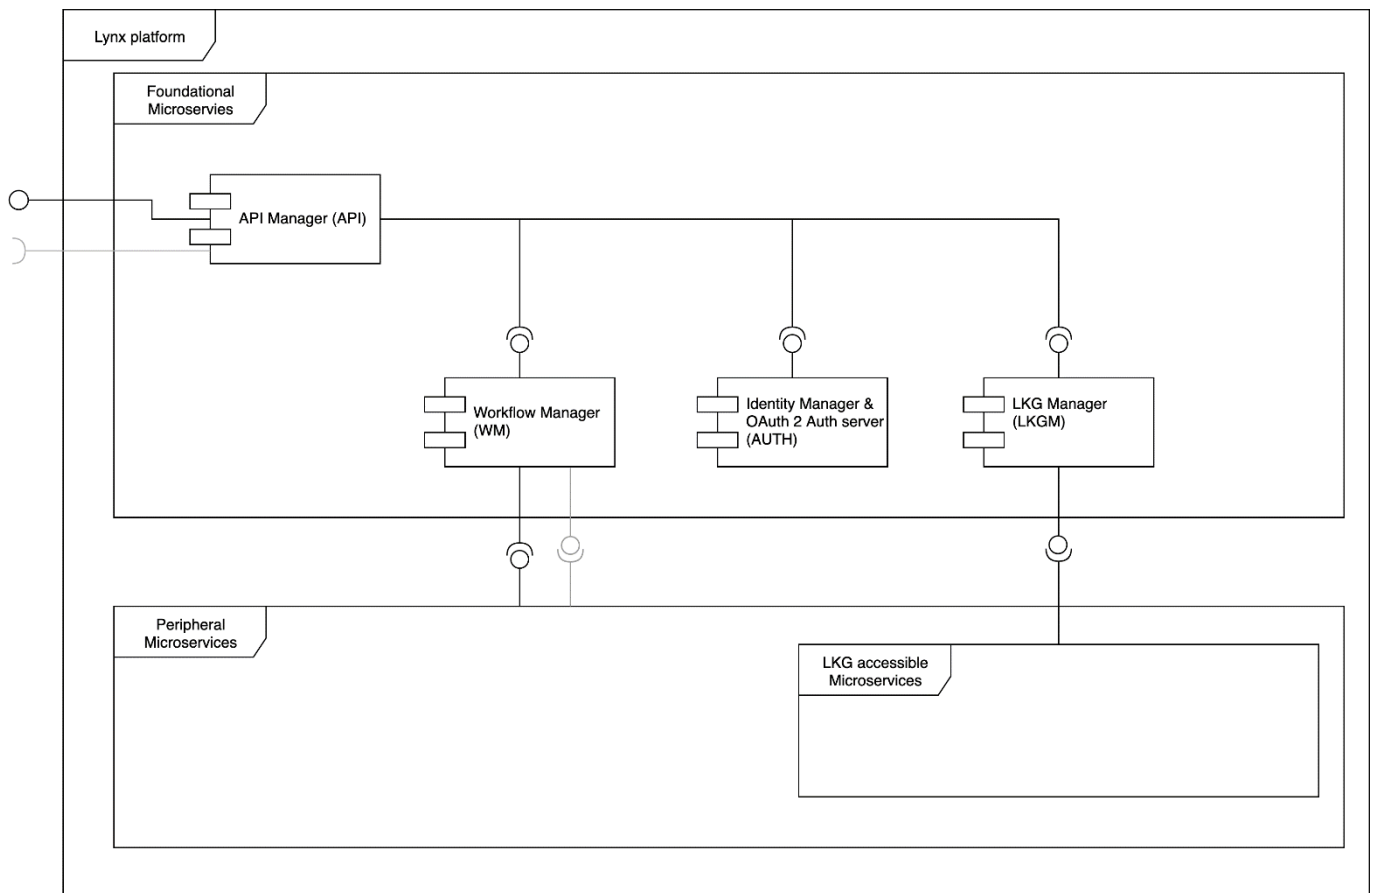 Lynx platform
Foundational
Microservies
API Manager (API)
Workflow Manager
(WM)
Identity Manager &
OAuth 2 Auth server
(AUTH)
LKG Manager
(LKGM)
Peripheral
Microservices
LKG accessible
Microservices